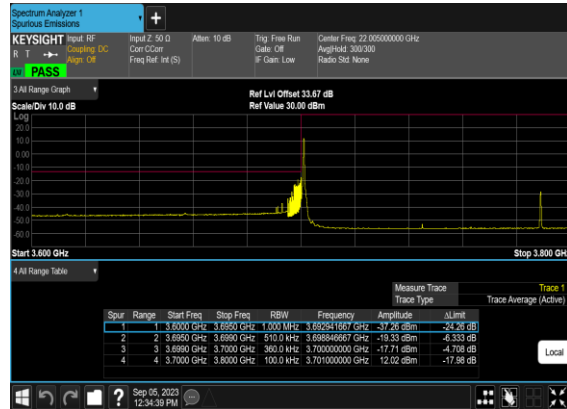 Spectrum Analyzer 1
Spurious Emissions
+
KEYSIGHT
R T
LXI PASS
Input: RF
Coupling: DC
Align: Off
Input Z: 50 Ω
Corr CCorr
Freq Ref: Int (S)
Atten: 10 dB
Trig: Free Run
Gate: Off
IF Gain: Low
Center Freq: 22.005000000 GHz
Avg|Hold: 300/300
Radio Std: None
3 All Range Graph
Scale/Div 10.0 dB
Ref Lvl Offset 33.67 dB
Ref Value 30.00 dBm
Log
20.0
10.0
0.00
-10.0
-20.0
-30.0
-40.0
-50.0
-60.0
Start 3.600 GHz
Stop 3.800 GHz
4 All Range Table
Measure Trace Trace 1
Trace Type Trace Average (Active)
Spur Range Start Freq Stop Freq RBW Frequency Amplitude ΔLimit
1 1 3.6000 GHz 3.6950 GHz 1.000 MHz 3.692941667 GHz -37.26 dBm -24.26 dB
2 2 3.6950 GHz 3.6990 GHz 510.0 kHz 3.698846667 GHz -19.33 dBm -6.333 dB
3 3 3.6990 GHz 3.7000 GHz 360.0 kHz 3.700000000 GHz -17.71 dBm -4.708 dB
4 4 3.7000 GHz 3.8000 GHz 100.0 kHz 3.701000000 GHz 12.02 dBm -17.98 dB
Local
?
Sep 05, 2023
12:34:39 PM